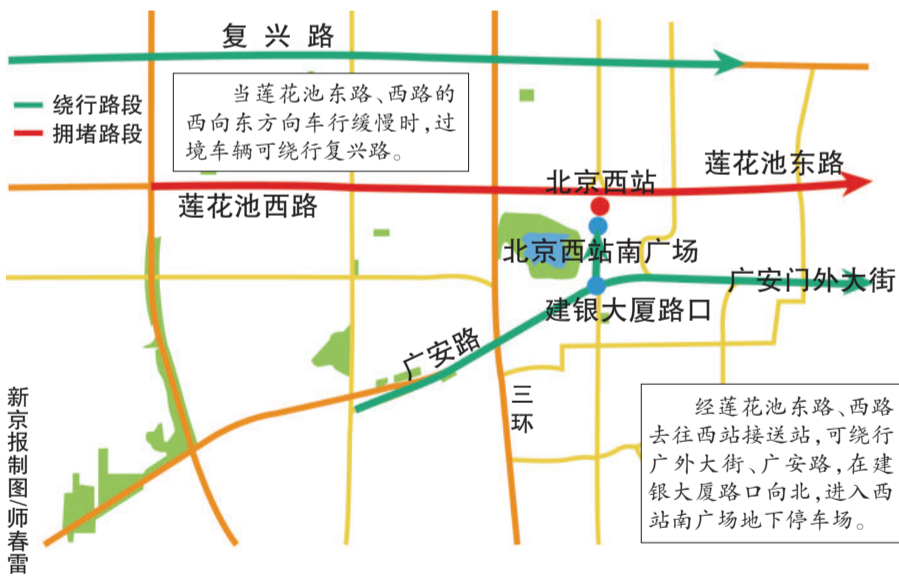 复兴路
当莲花池东路、西路的
西向东方向车行缓慢时,过
境车辆可绕行复兴路。
绕行路段
拥堵路段
莲花池东路
北京西站
莲花池西路
北京西站南广场
广安门外大街
建银大厦路口
广安路
三环
经莲花池东路、西路
去往西站接送站,可绕行
广外大街、广安路,在建
银大厦路口向北,进入西
站南广场地下停车场。
新京报制图/师春雷